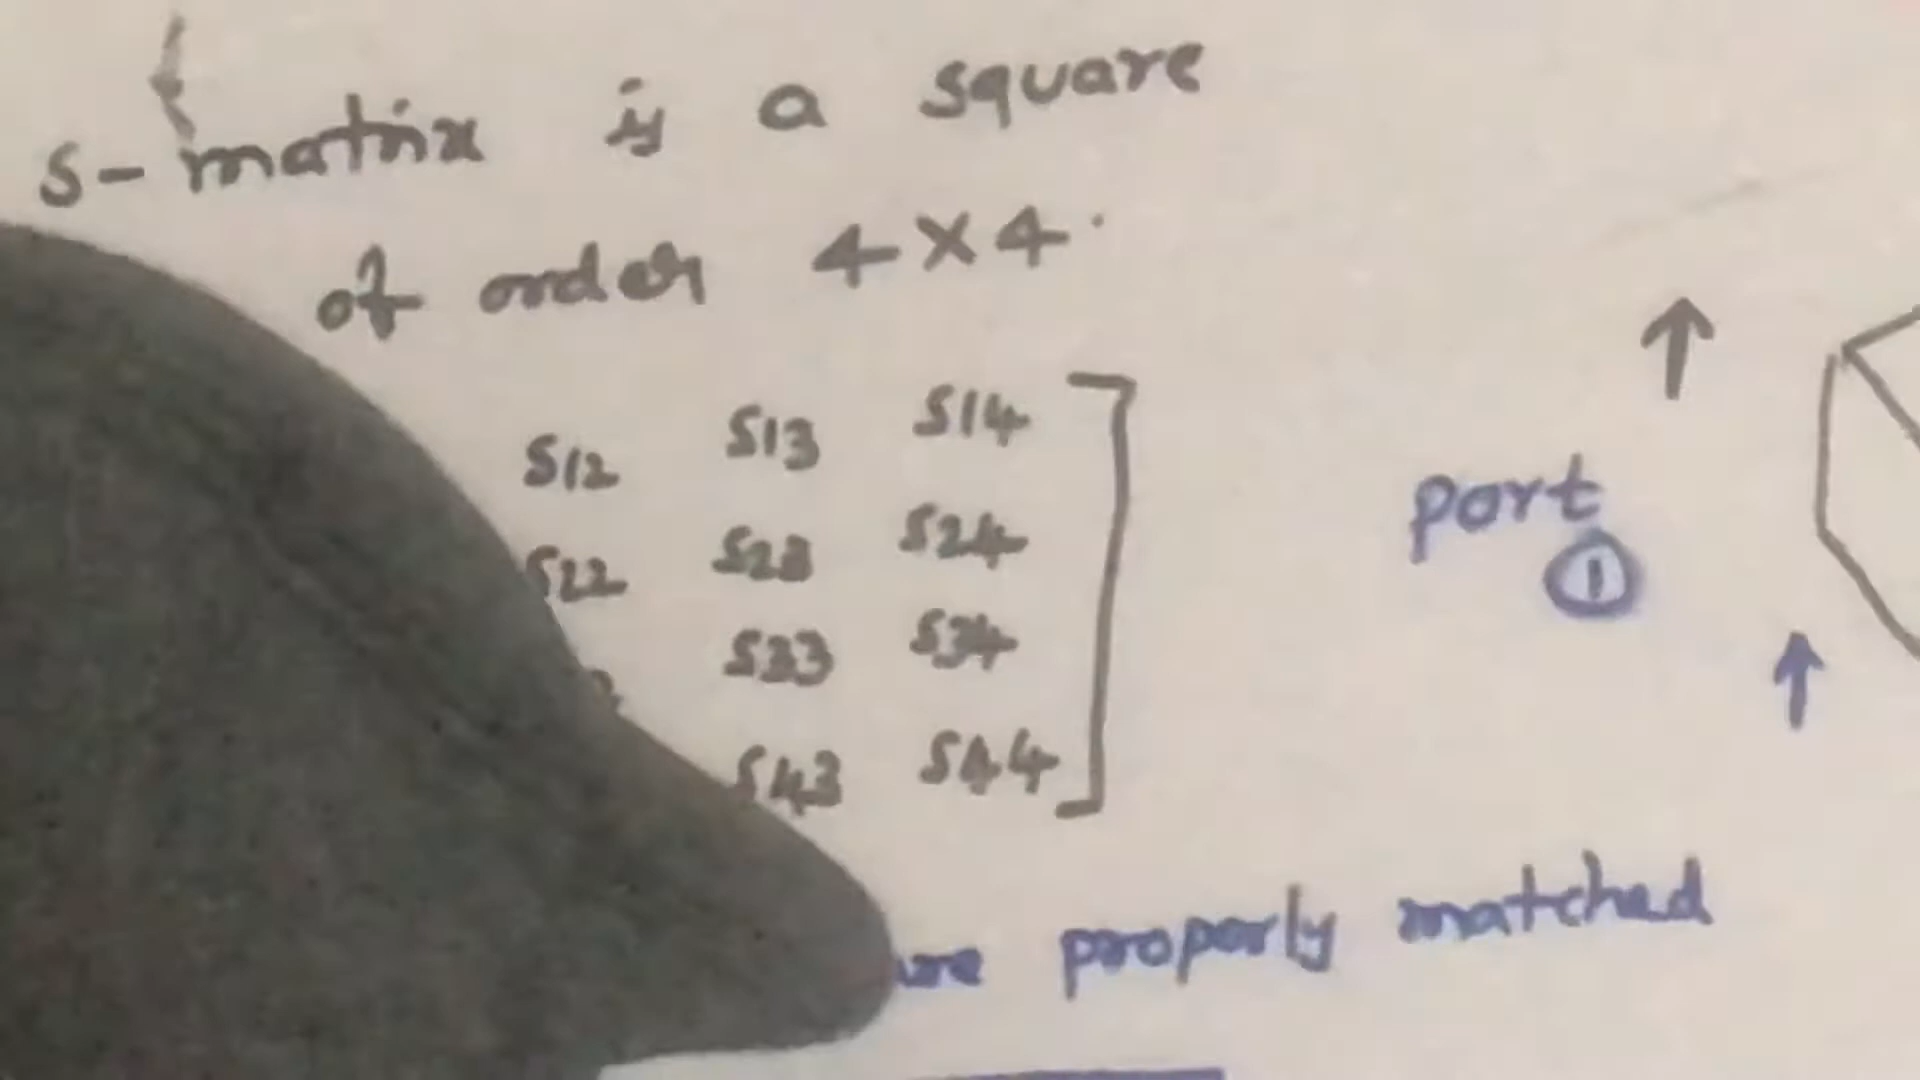 S-matrix is a square
of order 4×4.
S12 S13 S14
S22 S23 S24
S33 S34
S43 S44
port
1
are properly matched